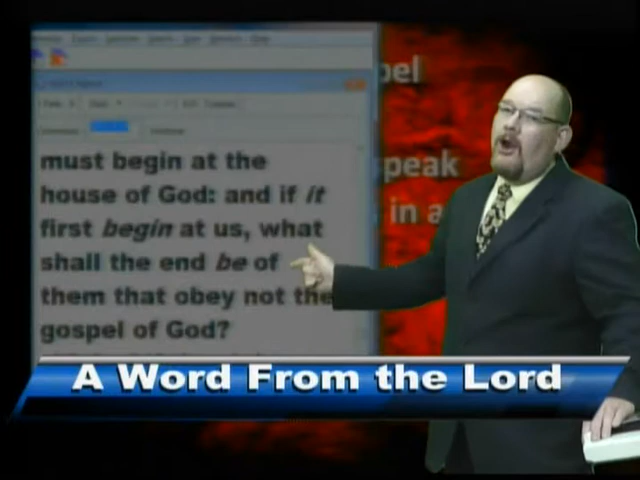 pel
must begin at the
house of God: and if it
first begin at us, what
shall the end be of
them that obey not the
gospel of God?
peak
in a
A Word From the Lord